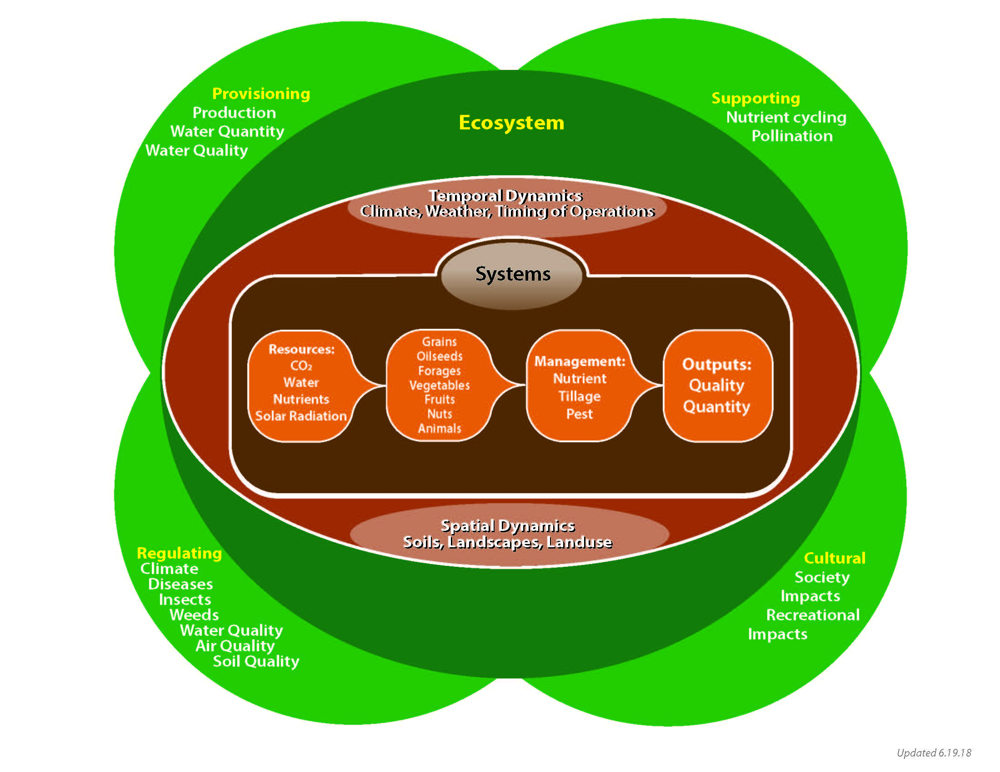 Provisioning
Production
Water Quantity
Water Quality
Supporting
Nutrient cycling
Pollination
Ecosystem
Temporal Dynamics
Climate, Weather, Timing of Operations
Systems
Resources:
CO₂
Water
Nutrients
Solar Radiation
Grains
Oilseeds
Forages
Vegetables
Fruits
Nuts
Animals
Management:
Nutrient
Tillage
Pest
Outputs:
Quality
Quantity
Spatial Dynamics
Soils, Landscapes, Landuse
Regulating
Climate
Diseases
Insects
Weeds
Water Quality
Air Quality
Soil Quality
Cultural
Society
Impacts
Recreational
Impacts
Updated 6.19.18